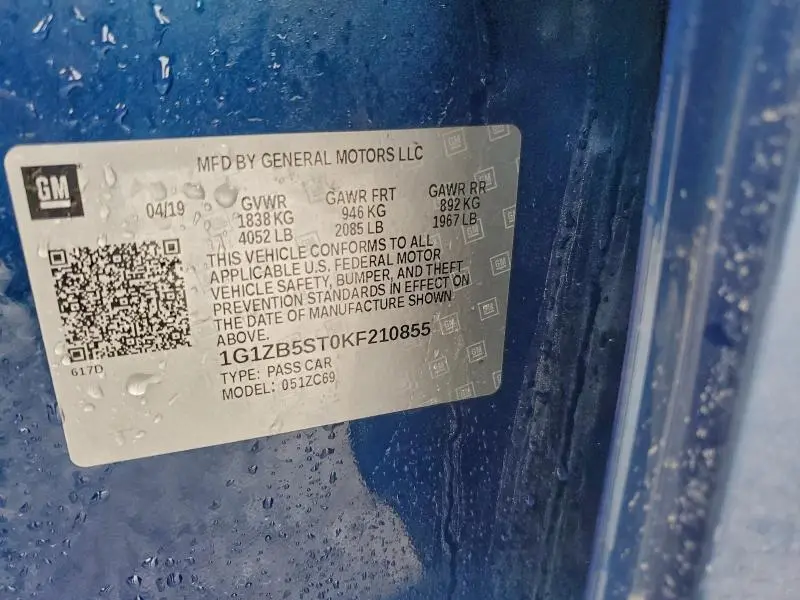 GM
MFD BY GENERAL MOTORS LLC
04/19
GVWR
1838 KG
4052 LB
GAWR FRT
946 KG
2085 LB
GAWR RR
892 KG
1967 LB
THIS VEHICLE CONFORMS TO ALL
APPLICABLE U.S. FEDERAL MOTOR
VEHICLE SAFETY, BUMPER, AND THEFT
PREVENTION STANDARDS IN EFFECT ON
THE DATE OF MANUFACTURE SHOWN
ABOVE.
1G1ZB5ST0KF210855
TYPE: PASS CAR
MODEL: 051ZC69
617D